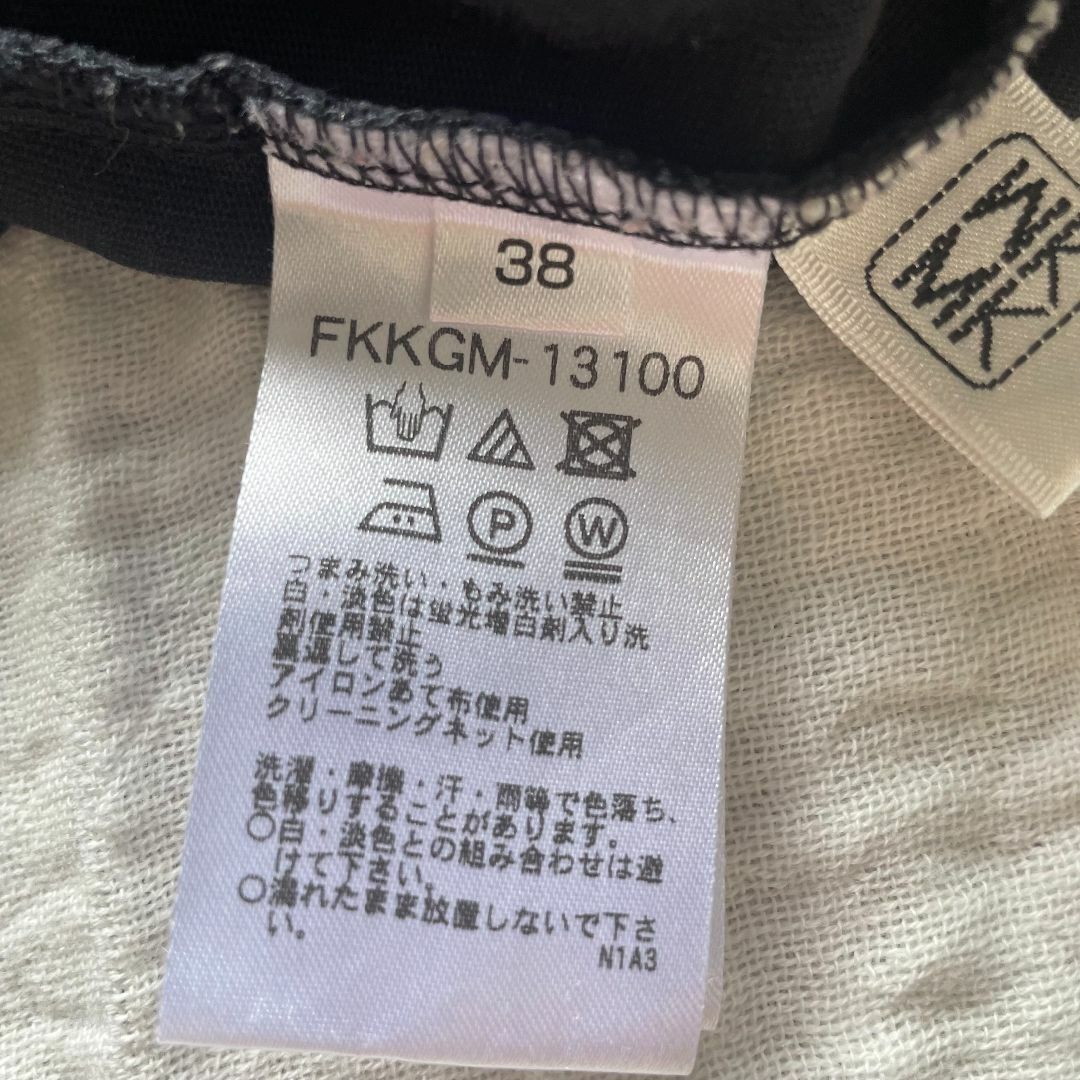 38
FKKGM-13100
P W
つまみ洗い・もみ洗い禁止
白・淡色は蛍光増白剤入り洗
剤使用禁止
裏返して洗う
アイロンあて布使用
クリーニングネット使用
洗濯・摩擦・汗・雨等で色落ち、
色移りすることがあります。
○白・淡色との組み合わせは避
けて下さい。
○濡れたまま放置しないで下さ
い。
N1A3
MK
MK